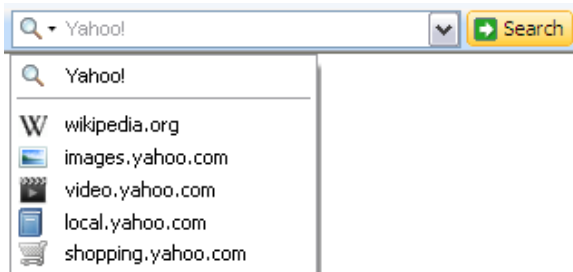 Yahoo! Search
Yahoo!
W wikipedia.org
images.yahoo.com
video.yahoo.com
local.yahoo.com
shopping.yahoo.com